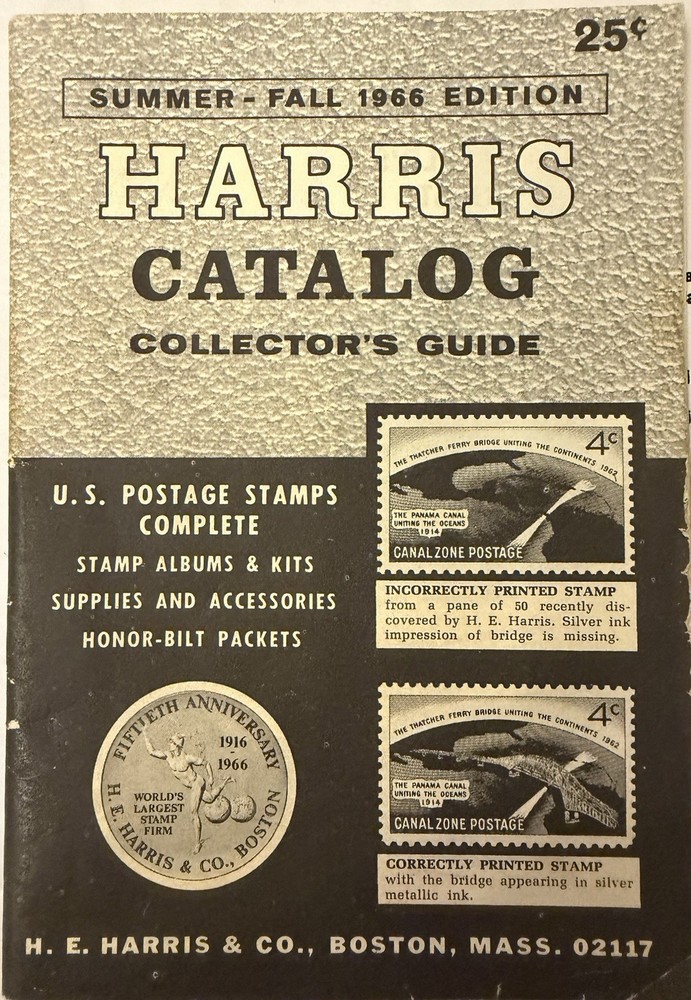 25¢
SUMMER - FALL 1966 EDITION
HARRIS
CATALOG
COLLECTOR'S GUIDE
U.S. POSTAGE STAMPS
COMPLETE
STAMP ALBUMS & KITS
SUPPLIES AND ACCESSORIES
HONOR-BILT PACKETS
4c
THE THATCHER FERRY BRIDGE UNITING THE CONTINENTS 1962
THE PANAMA CANAL
UNITING THE OCEANS
1914
CANAL ZONE POSTAGE
INCORRECTLY PRINTED STAMP
from a pane of 50 recently dis-
covered by H. E. Harris. Silver ink
impression of bridge is missing.
4c
THE THATCHER FERRY BRIDGE UNITING THE CONTINENTS 1962
THE PANAMA CANAL
UNITING THE OCEANS
1914
CANAL ZONE POSTAGE
CORRECTLY PRINTED STAMP
with the bridge appearing in silver
metallic ink.
FIFTIETH ANNIVERSARY
1916
-
1966
WORLD'S
LARGEST
STAMP
FIRM
H. E. HARRIS & CO., BOSTON
H. E. HARRIS & CO., BOSTON, MASS. 02117